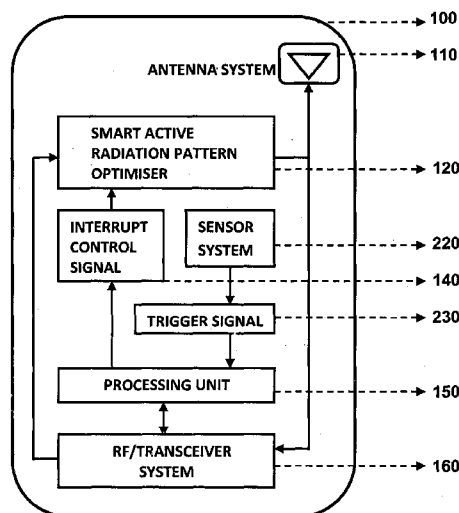 100
110
ANTENNA SYSTEM
SMART ACTIVE
RADIATION PATTERN
OPTIMISER
120
INTERRUPT
CONTROL
SIGNAL
SENSOR
SYSTEM
220
140
TRIGGER SIGNAL
230
PROCESSING UNIT
150
RF/TRANSCEIVER
SYSTEM
160